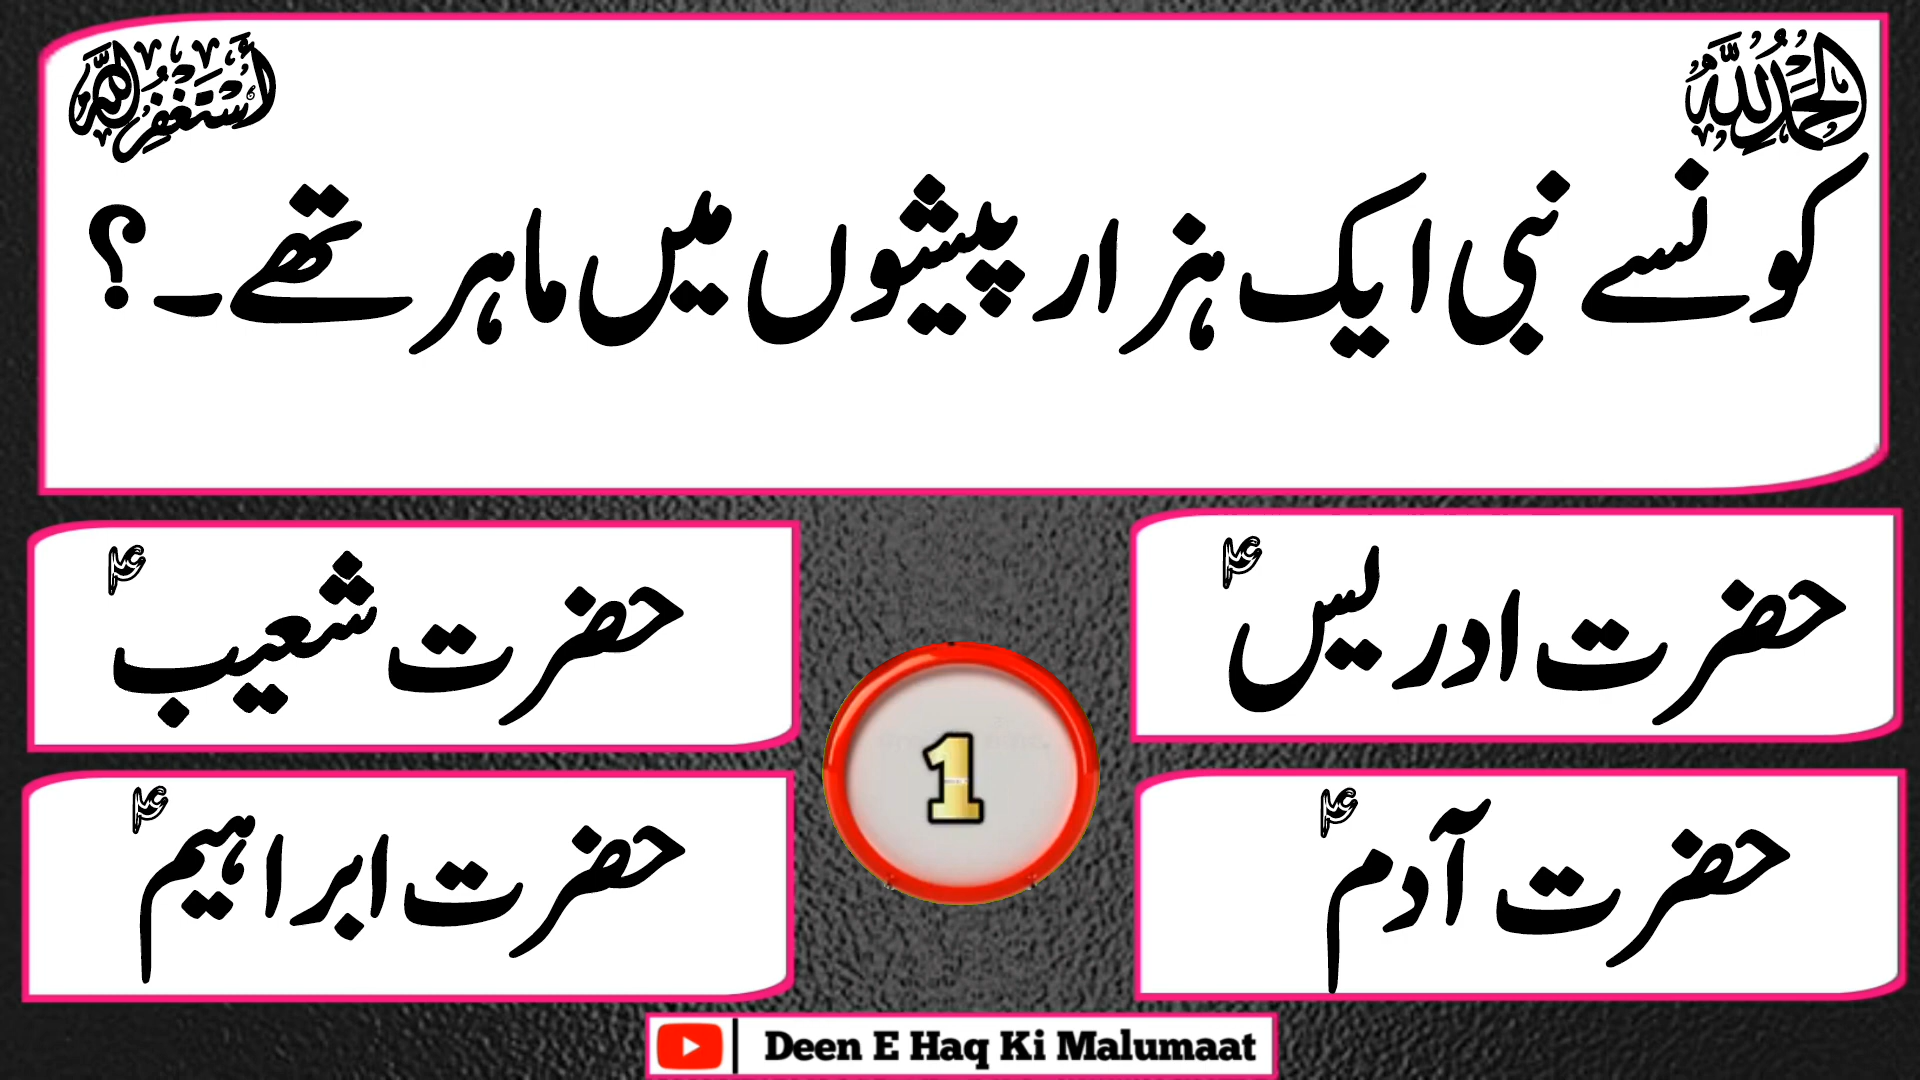 الحمدللہ
أستغفرالله
کونسے نبی ایک ہزار پیشوں میں ماہر تھے۔؟
حضرت ادریسؑ
حضرت شعیبؑ
1
حضرت آدمؑ
حضرت ابراہیمؑ
Deen E Haq Ki Malumaat